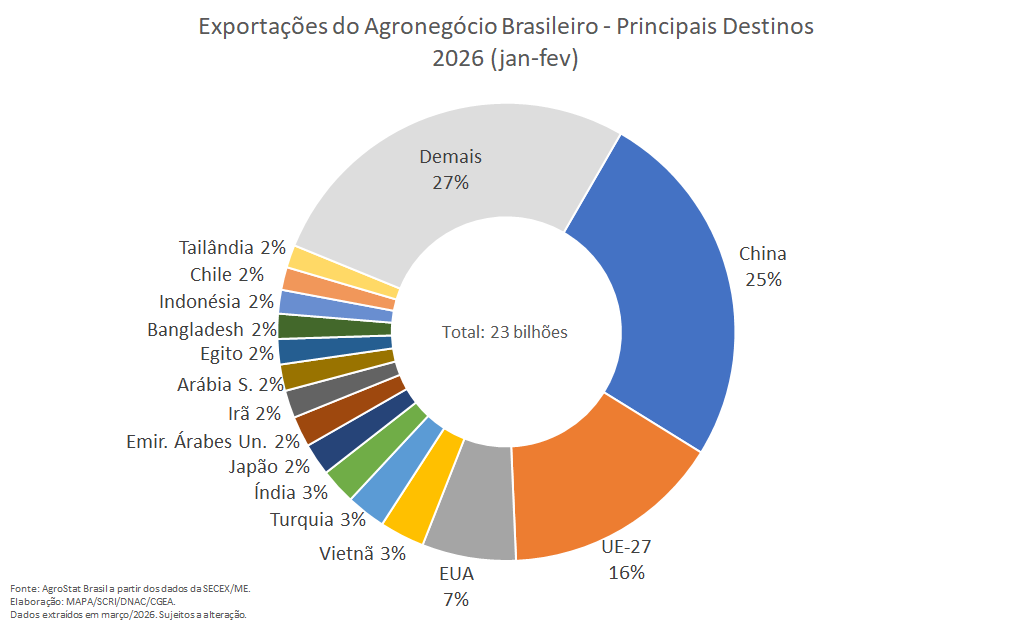 Exportações do Agronegócio Brasileiro - Principais Destinos
2026 (jan-fev)
Demais
27%
China
25%
Tailândia 2%
Chile 2%
Indonésia 2%
Bangladesh 2%
Egito 2%
Arábia S. 2%
Irã 2%
Emir. Árabes Un. 2%
Japão 2%
Índia 3%
Turquia 3%
Vietnã 3%
EUA
7%
UE-27
16%
Total: 23 bilhões
Fonte: AgroStat Brasil a partir dos dados da SECEX/ME.
Elaboração: MAPA/SCRI/DNAC/CGEA.
Dados extraídos em março/2026. Sujeitos a alteração.